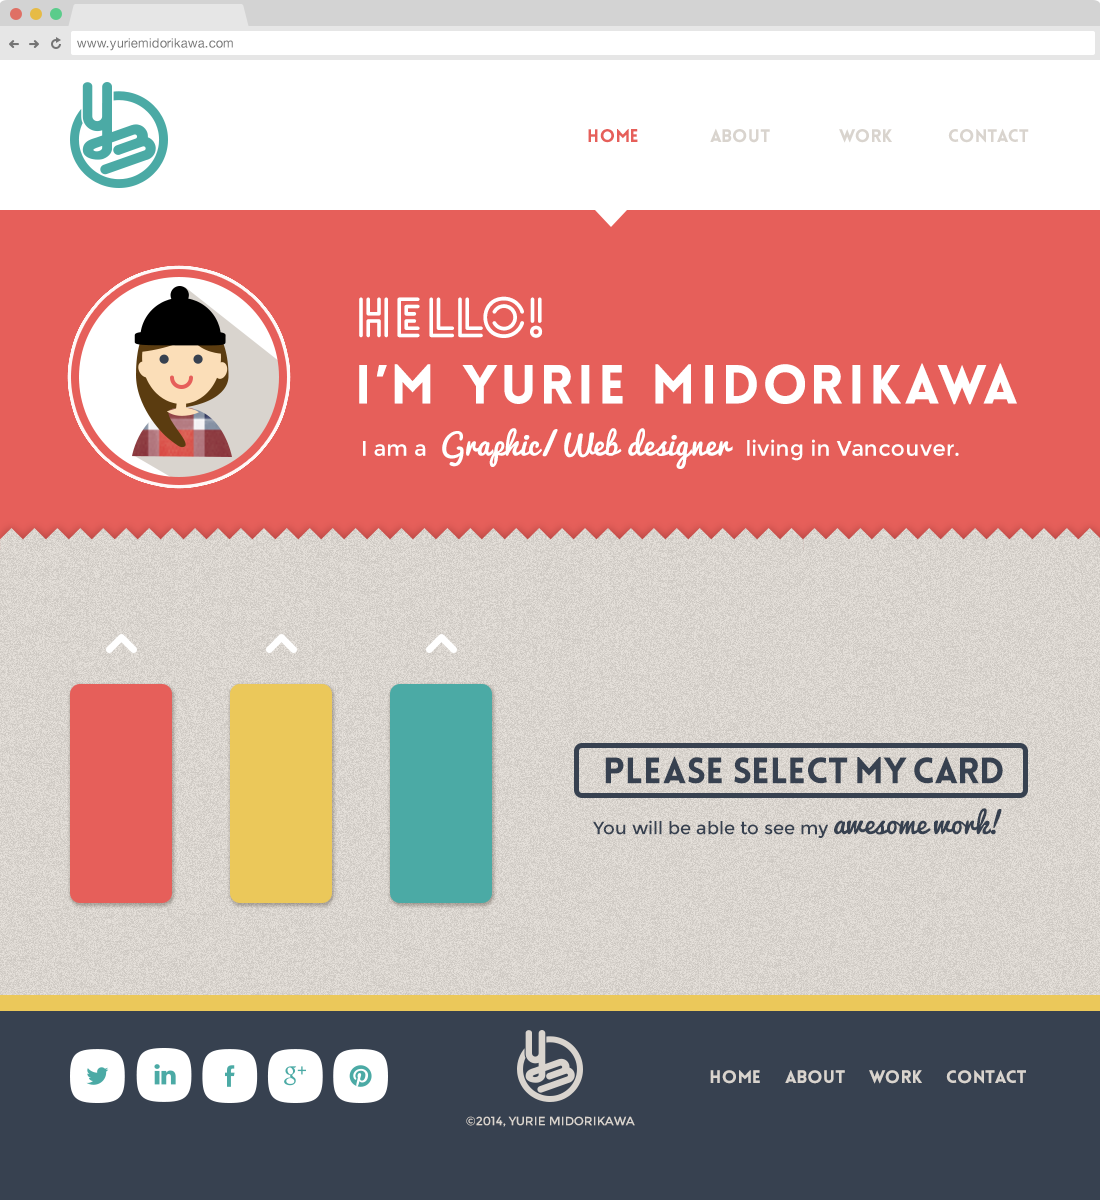 www.yuriemidorikawa.com
HOME ABOUT WORK CONTACT
HELLO!
I'M YURIE MIDORIKAWA
I am a Graphic/Web designer living in Vancouver.
PLEASE SELECT MY CARD
You will be able to see my awesome work!
in f g+
HOME ABOUT WORK CONTACT
©2014, YURIE MIDORIKAWA